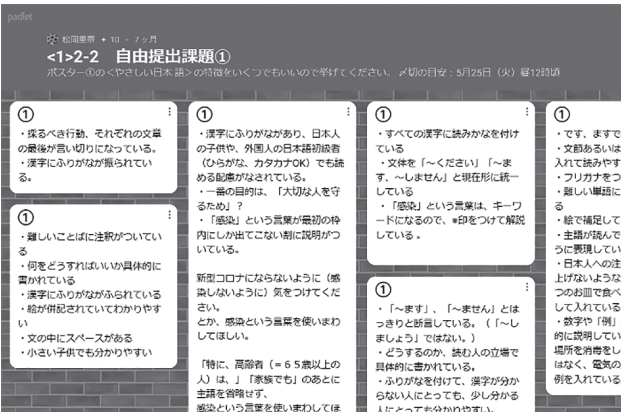 padlet
松岡里奈 + 10 • 7ヶ月
<1>2-2 自由提出課題①
ポスター①の<やさしい日本語>の特徴をいくつでもいいので挙げてください。 〆切の目安:5月25日(火)昼12時頃
①
・採るべき行動、それぞれの文章
の最後が言い切りになっている。
・漢字にふりがなが振られてい
る。
①
・難しいことばに注釈がついてい
る
・何をどうすればいいか具体的に
書かれている
・漢字にふりがながふられている
・絵が併記されていてわかりやす
い
・文の中にスペースがある
・小さい子供でも分かりやすい
①
・漢字にふりがながあり、日本人
の子供や、外国人の日本語初級者
(ひらがな、カタカナOK)でも読
める配慮がなされている。
・一番の目的は、「大切な人を守
るため」?
・「感染」という言葉が最初の枠
内にしか出てこない割に説明がつ
いている。
新型コロナにならないように(感
染しないように)気をつけてくだ
さい。
とか、感染という言葉を使いまわ
してほしい。
「特に、高齢者(=65歳以上の
人)は、」「家族でも」のあとに
主語を省略せず、
感染という言葉を使いまわしてほ
①
・すべての漢字に読みかなを付け
ている
・文体を「~ください」「~ま
す、~しません」と現在形に統一
している
・「感染」という言葉は、キーワ
ードになるので、※印をつけて解説
している。
①
・「~ます」、「~ません」とは
っきりと断言している。(「~し
ましょう」ではない。)
・どうするのか、読む人の立場で
具体的に書かれている。
・ふりがなを付けて、漢字が分か
らない人にとっても、少し分かる
人にとっても分かりやすい。
①
・です、ますで
・文節あるいは
入れて読みやす
・フリガナをつ
・難しい単語に
る
・絵で補足して
・主語が読んで
うに表現してい
・日本人への注
上げないような
つのお皿で食べ
して入れている
・数字や「例」
的に説明してい
場所を消毒をし
はなく、電気の
例を入れている